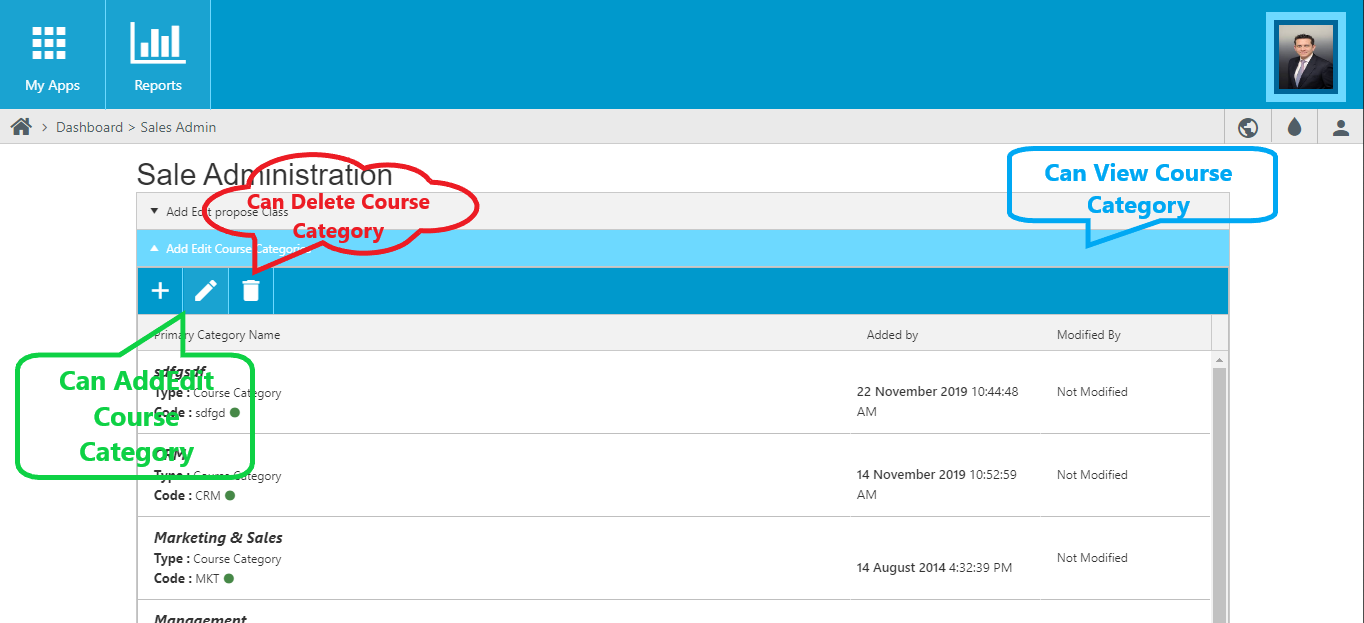 My Apps
Reports
Dashboard > Sales Admin
Sale Administration
Can View Course
Category
Can Delete Course
Category
Add Edit propose Class
Add Edit Course Categories
Primary Category Name
Added by
Modified By
Can AddEdit
Course
Category
sdfgsdf
Type : Course Category
Code : sdfgd
22 November 2019 10:44:48
AM
Not Modified
CRM
Type : Course Category
Code : CRM
14 November 2019 10:52:59
AM
Not Modified
Marketing & Sales
Type : Course Category
Code : MKT
14 August 2014 4:32:39 PM
Not Modified
Management